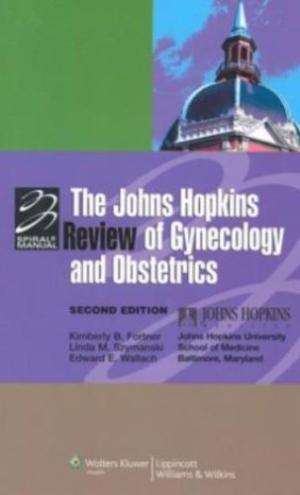 The Johns Hopkins
Review of Gynecology
and Obstetrics
SPIRAL®
MANUAL
SECOND EDITION
JOHNS HOPKINS
MEDICINE
Kimberly B. Fortner
Linda M. Szymanski
Edward E. Wallach
Johns Hopkins University
School of Medicine
Baltimore, Maryland
Wolters Kluwer
Health
Lippincott
Williams & Wilkins